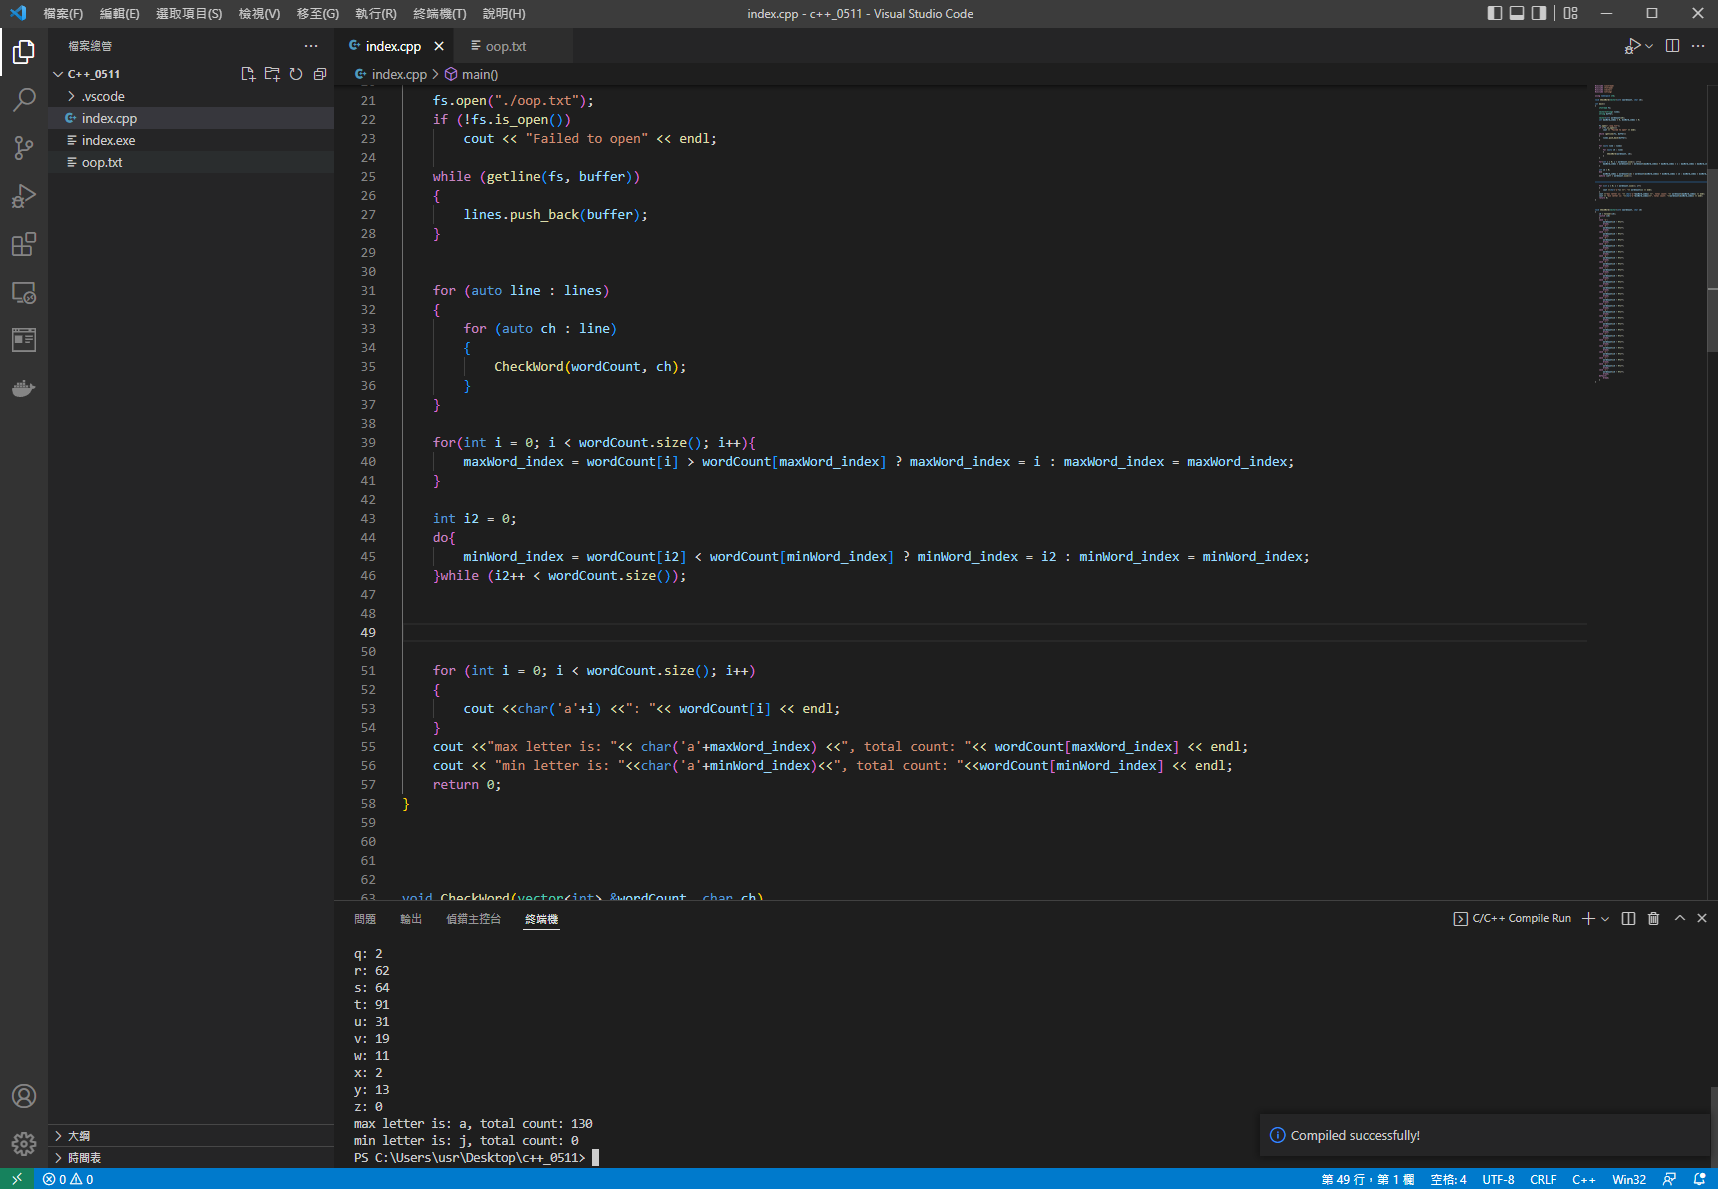 檔案(F) 編輯(E) 選取項目(S) 檢視(V) 移至(G) 執行(R) 終端機(T) 說明(H)
index.cpp - c++_0511 - Visual Studio Code
檔案總管
C++_0511
.vscode
index.cpp
index.exe
oop.txt
index.cpp
oop.txt
index.cpp > main()
21 fs.open("./oop.txt");
22 if (!fs.is_open())
23 cout << "Failed to open" << endl;
24
25 while (getline(fs, buffer))
26 {
27 lines.push_back(buffer);
28 }
29
30
31 for (auto line : lines)
32 {
33 for (auto ch : line)
34 {
35 CheckWord(wordCount, ch);
36 }
37 }
38
39 for(int i = 0; i < wordCount.size(); i++){
40 maxWord_index = wordCount[i] > wordCount[maxWord_index] ? maxWord_index = i : maxWord_index = maxWord_index;
41 }
42
43 int i2 = 0;
44 do{
45 minWord_index = wordCount[i2] < wordCount[minWord_index] ? minWord_index = i2 : minWord_index = minWord_index;
46 }while (i2++ < wordCount.size());
47
48
49
50
51 for (int i = 0; i < wordCount.size(); i++)
52 {
53 cout <<char('a'+i) <<": "<< wordCount[i] << endl;
54 }
55 cout <<"max letter is: "<< char('a'+maxWord_index) <<", total count: "<< wordCount[maxWord_index] << endl;
56 cout << "min letter is: "<<char('a'+minWord_index)<<", total count: "<<wordCount[minWord_index] << endl;
57 return 0;
58 }
59
60
61
62
63 void CheckWord(vector<int> &wordCount, char ch)
問題 輸出 偵錯主控台 終端機
C/C++ Compile Run
q: 2
r: 62
s: 64
t: 91
u: 31
v: 19
w: 11
x: 2
y: 13
z: 0
max letter is: a, total count: 130
min letter is: j, total count: 0
PS C:\Users\usr\Desktop\c++_0511>
大綱
時間表
Compiled successfully!
0 0
第 49 行，第 1 欄 空格: 4 UTF-8 CRLF C++ Win32